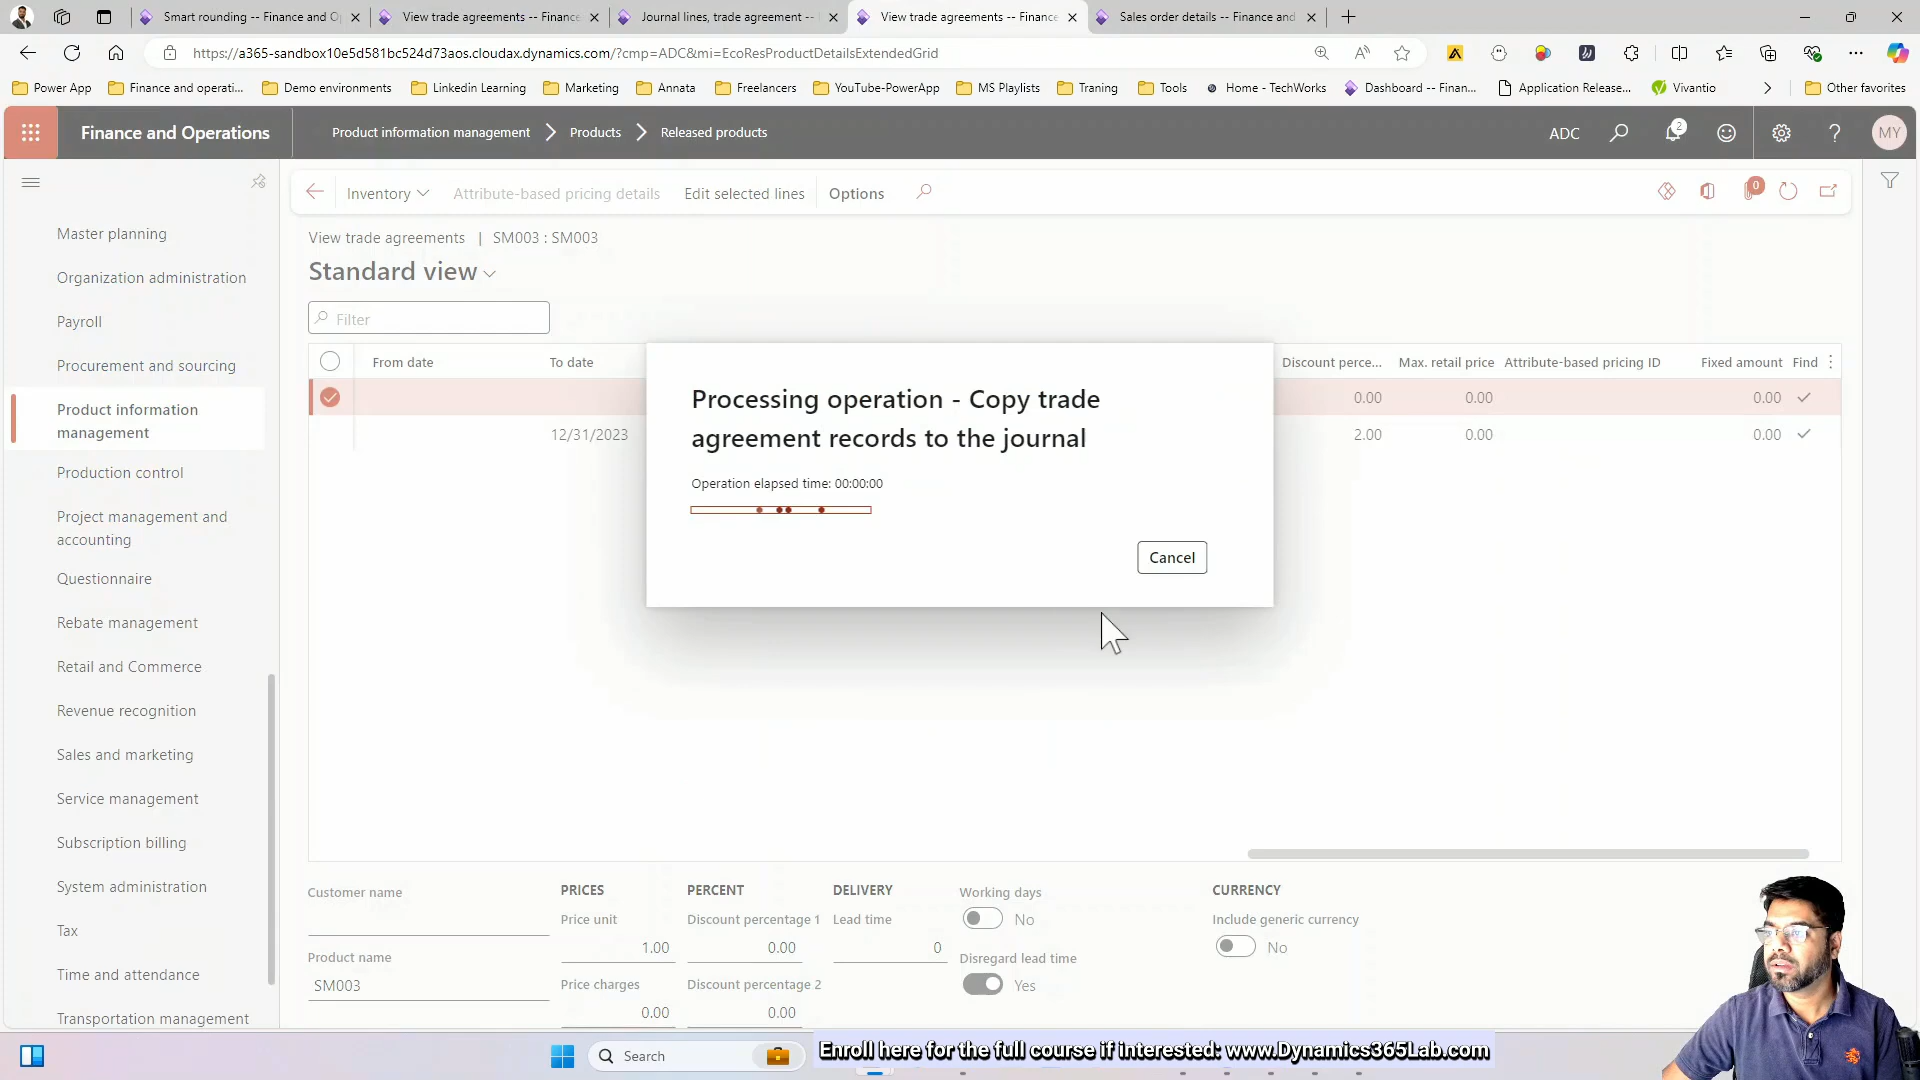 Smart rounding -- Finance and O
View trade agreements -- Finance
Journal lines, trade agreement --
View trade agreements -- Finance
Sales order details -- Finance and
https://a365-sandbox10e5d581bc524d73aos.cloudax.dynamics.com/?cmp=ADC&mi=EcoResProductDetailsExtendedGrid
Power App
Finance and operati...
Demo environments
Linkedin Learning
Marketing
Annata
Freelancers
YouTube-PowerApp
MS Playlists
Traning
Tools
Home - TechWorks
Dashboard -- Finan...
Application Release...
Vivantio
Other favorites
Finance and Operations
Product information management
Products
Released products
ADC
2
MY
Inventory
Attribute-based pricing details
Edit selected lines
Options
0
View trade agreements | SM003 : SM003
Standard view
Filter
From date
To date
Discount perce...
Max. retail price
Attribute-based pricing ID
Fixed amount
Find
0.00
0.00
0.00
12/31/2023
2.00
0.00
0.00
Master planning
Organization administration
Payroll
Procurement and sourcing
Product information
management
Production control
Project management and
accounting
Questionnaire
Rebate management
Retail and Commerce
Revenue recognition
Sales and marketing
Service management
Subscription billing
System administration
Tax
Time and attendance
Transportation management
Processing operation - Copy trade
agreement records to the journal
Operation elapsed time: 00:00:00
Cancel
Customer name
Product name
SM003
PRICES
Price unit
1.00
Price charges
0.00
PERCENT
Discount percentage 1
0.00
Discount percentage 2
0.00
DELIVERY
Lead time
0
Working days
No
Disregard lead time
Yes
CURRENCY
Include generic currency
No
Search
Enroll here for the full course if interested: www.Dynamics365Lab.com